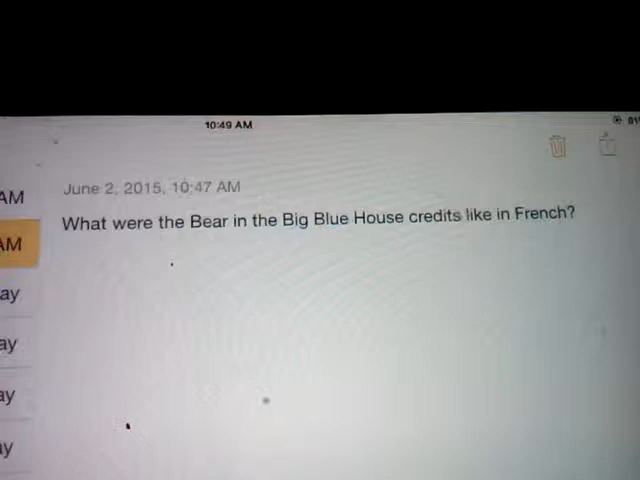 10:49 AM
AM
June 2, 2015, 10:47 AM
What were the Bear in the Big Blue House credits like in French?
AM
ay
ay
ay
ay